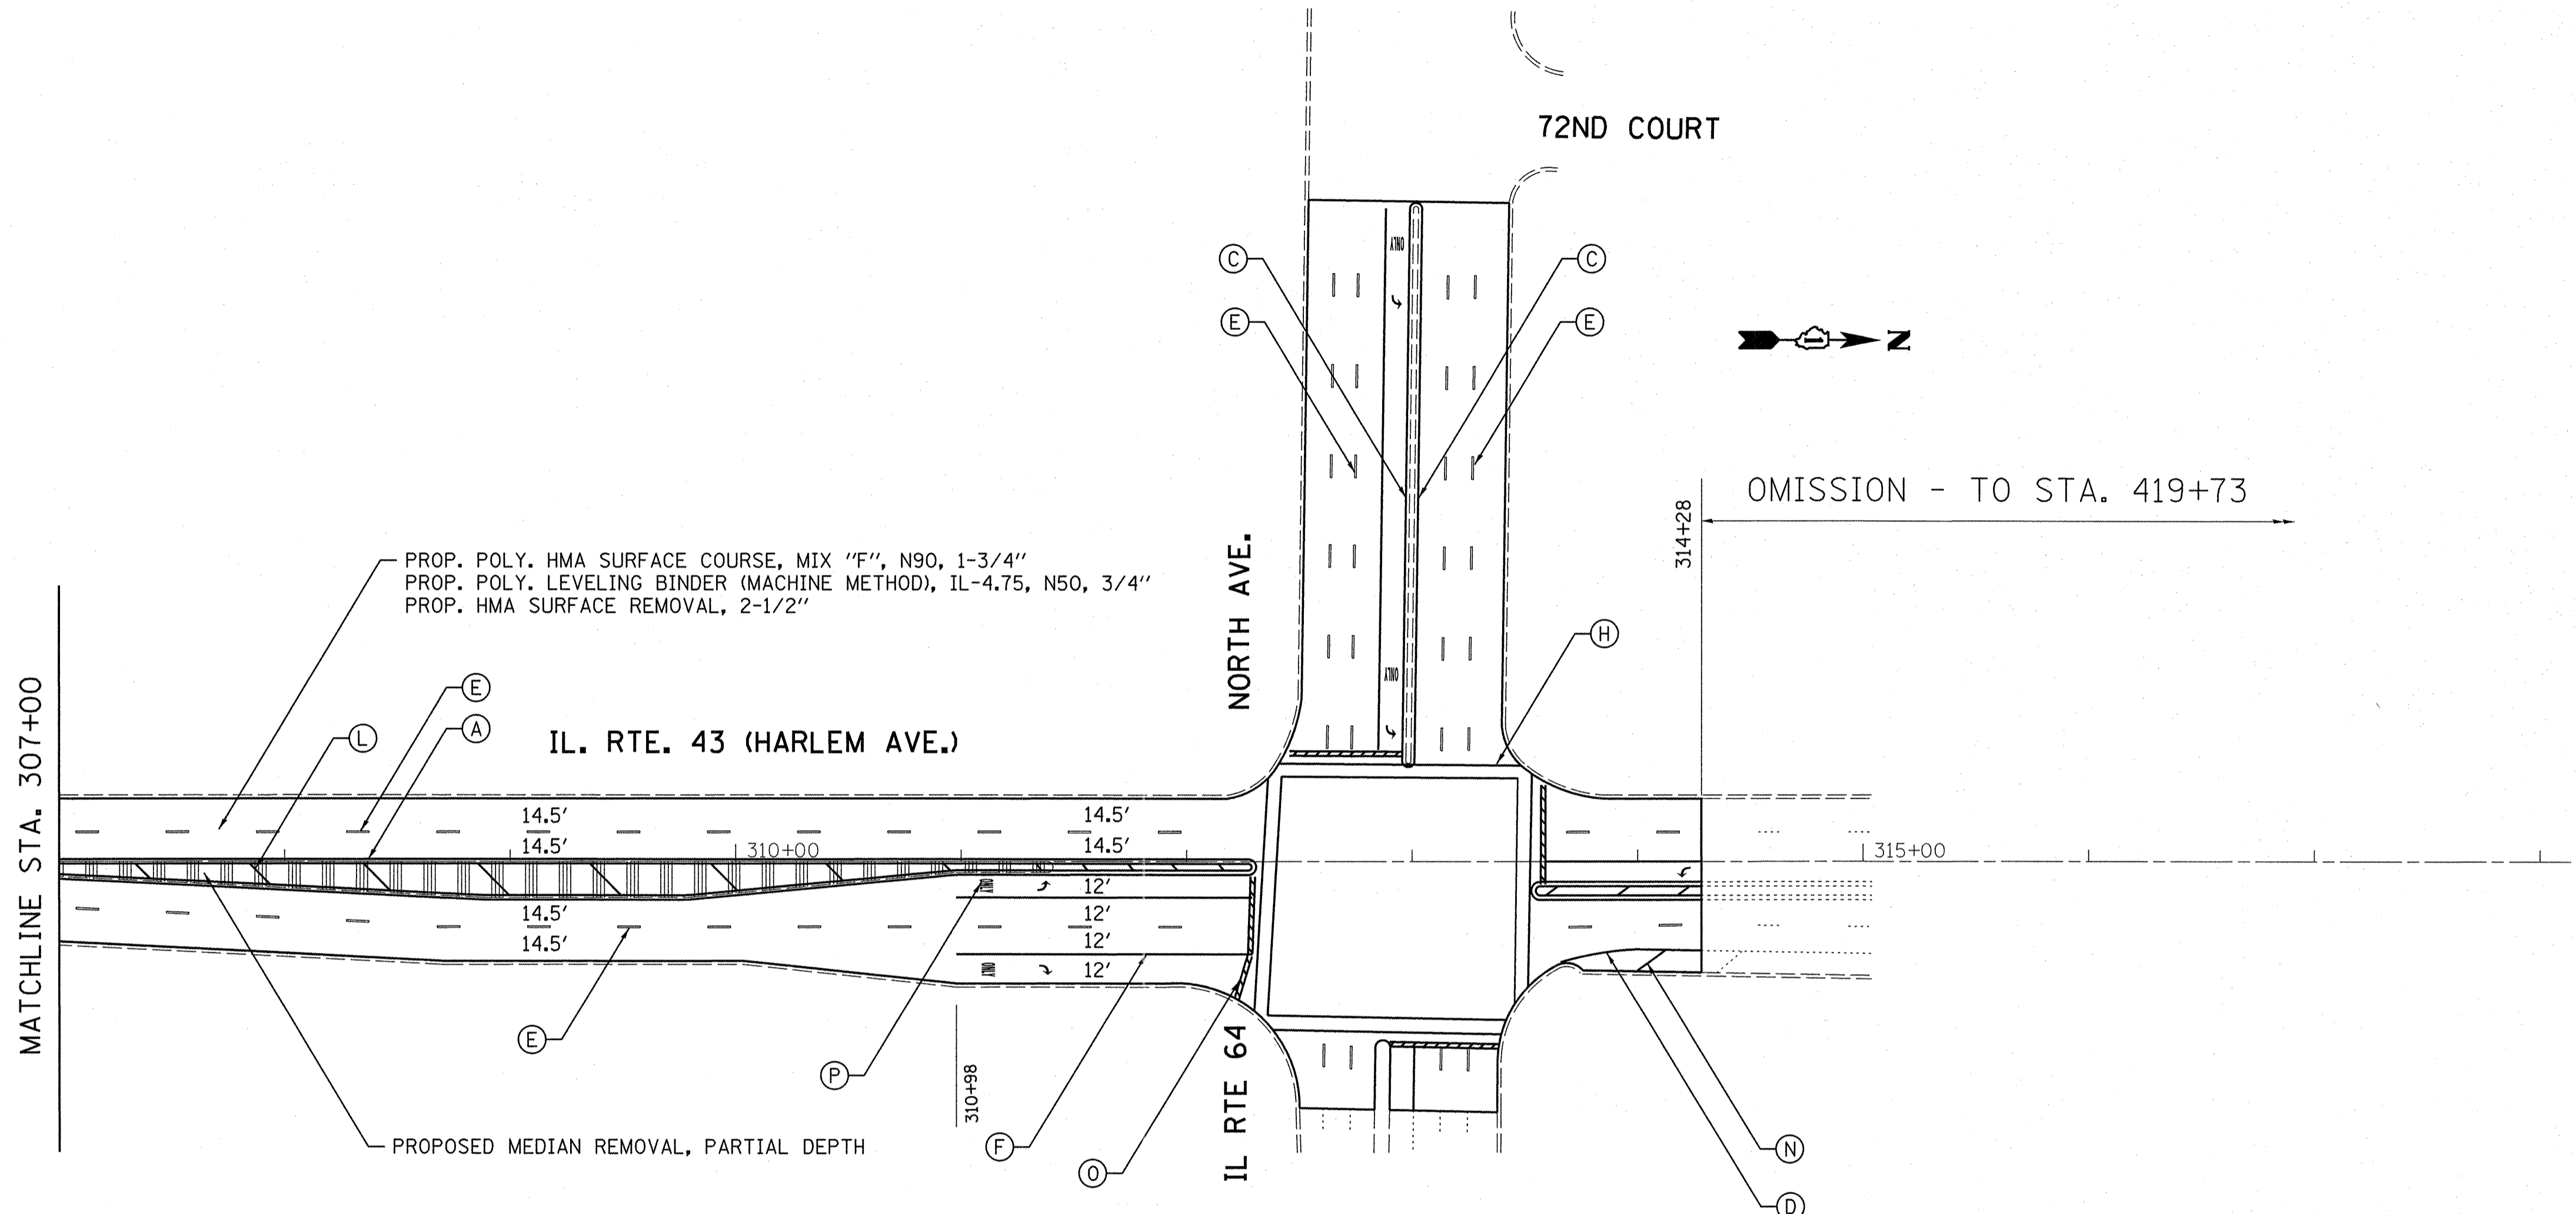 72ND COURT
ONLY
C
C
E
E
N
OMISSION - TO STA. 419+73
314+28
PROP. POLY. HMA SURFACE COURSE, MIX "F", N90, 1-3/4"
PROP. POLY. LEVELING BINDER (MACHINE METHOD), IL-4.75, N50, 3/4"
PROP. HMA SURFACE REMOVAL, 2-1/2"
NORTH AVE.
H
ONLY
MATCHLINE STA. 307+00
E
A
L
IL. RTE. 43 (HARLEM AVE.)
14.5'
14.5'
14.5'
14.5'
310+00
315+00
ONLY
12'
14.5'
12'
14.5'
12'
ONLY
12'
E
P
310+98
IL RTE 64
PROPOSED MEDIAN REMOVAL, PARTIAL DEPTH
F
O
N
D